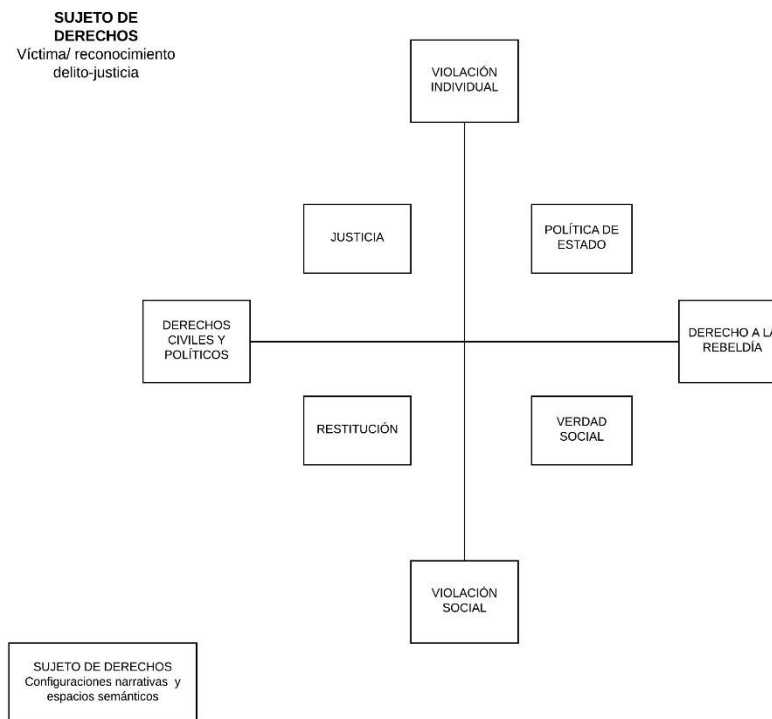 SUJETO DE
DERECHOS
Víctima/ reconocimiento
delito-justicia
VIOLACIÓN
INDIVIDUAL
JUSTICIA
POLÍTICA DE
ESTADO
DERECHOS
CIVILES Y
POLÍTICOS
DERECHO A LA
REBELDÍA
RESTITUCIÓN
VERDAD
SOCIAL
VIOLACIÓN
SOCIAL
SUJETO DE DERECHOS
Configuraciones narrativas y
espacios semánticos